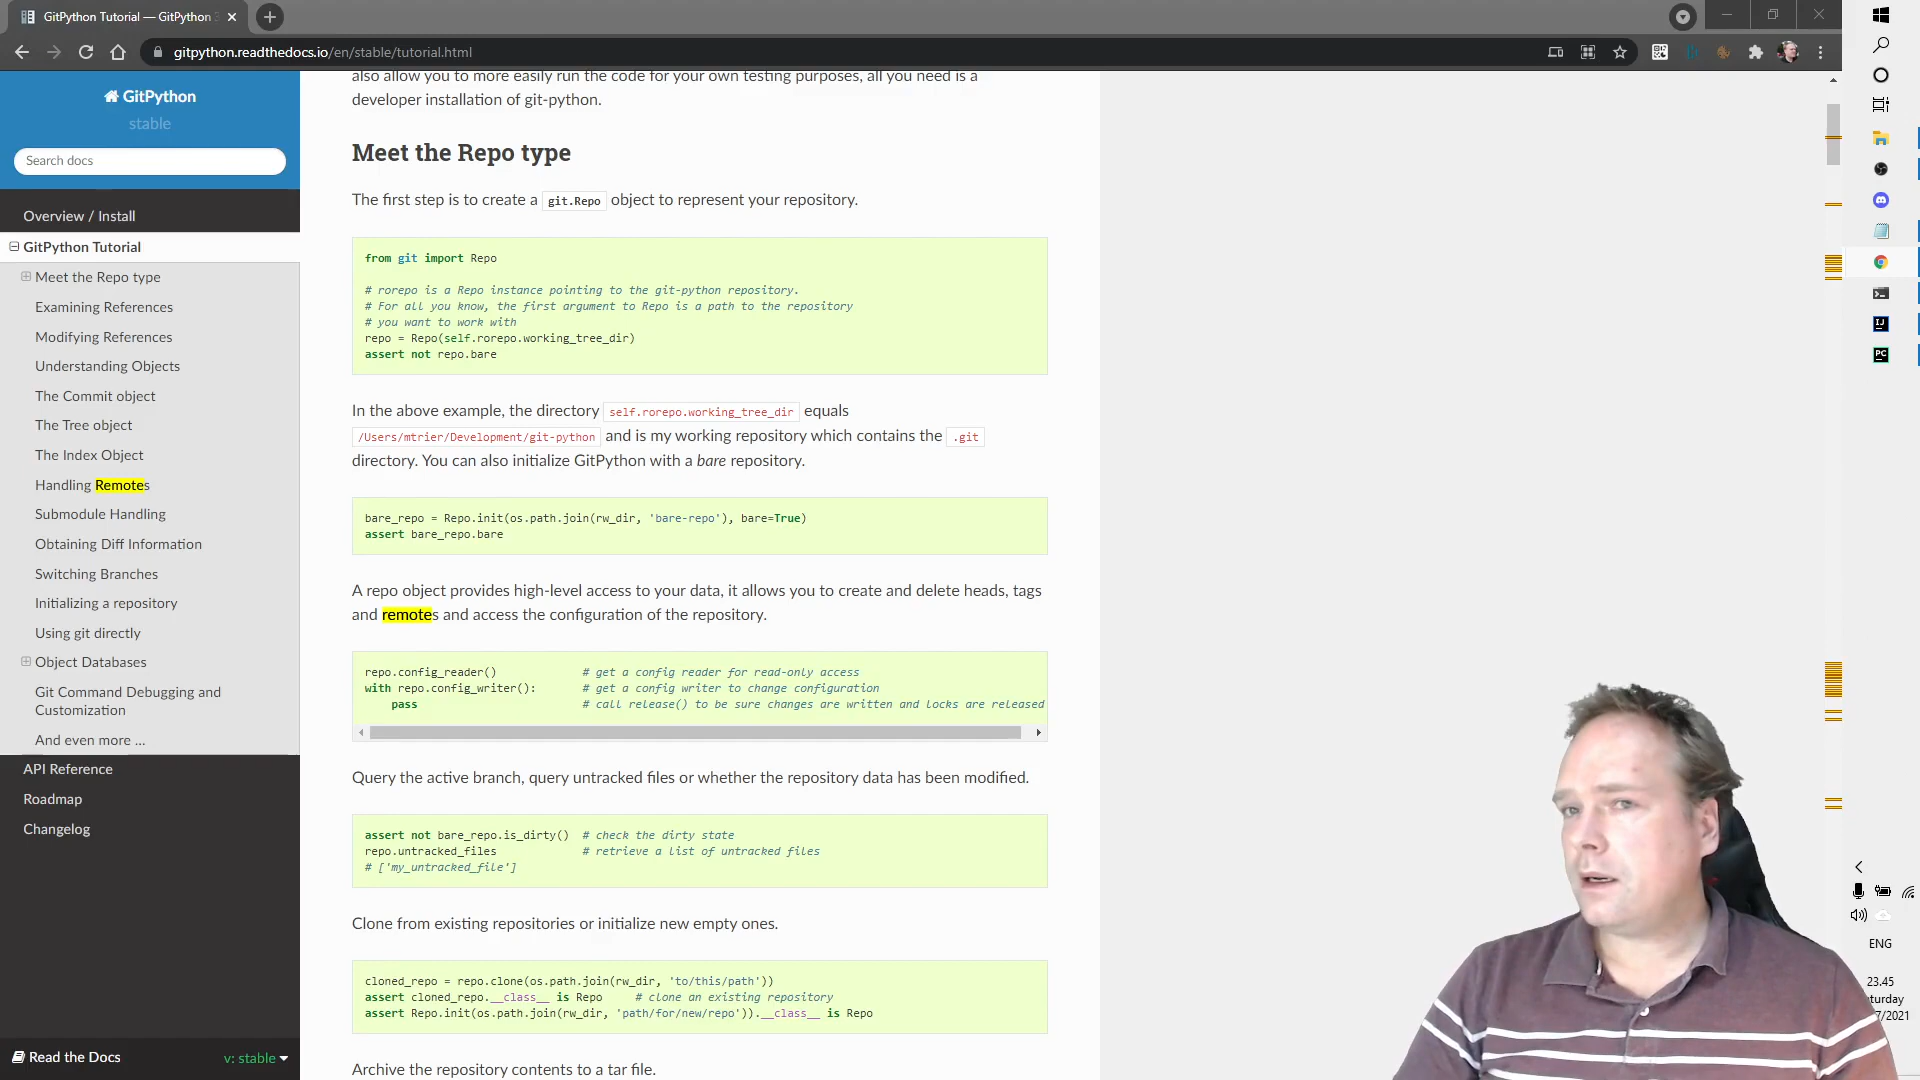 GitPython Tutorial — GitPython 3
gitpython.readthedocs.io/en/stable/tutorial.html
GitPython
stable
Search docs
Overview / Install
GitPython Tutorial
Meet the Repo type
Examining References
Modifying References
Understanding Objects
The Commit object
The Tree object
The Index Object
Handling Remotes
Submodule Handling
Obtaining Diff Information
Switching Branches
Initializing a repository
Using git directly
Object Databases
Git Command Debugging and
Customization
And even more ...
API Reference
Roadmap
Changelog
Read the Docs
v: stable
also allow you to more easily run the code for your own testing purposes, all you need is a
developer installation of git-python.
Meet the Repo type
The first step is to create a git.Repo object to represent your repository.
from git import Repo
# rorepo is a Repo instance pointing to the git-python repository.
# For all you know, the first argument to Repo is a path to the repository
# you want to work with
repo = Repo(self.rorepo.working_tree_dir)
assert not repo.bare
In the above example, the directory self.rorepo.working_tree_dir equals
/Users/mtrier/Development/git-python and is my working repository which contains the .git
directory. You can also initialize GitPython with a bare repository.
bare_repo = Repo.init(os.path.join(rw_dir, 'bare-repo'), bare=True)
assert bare_repo.bare
A repo object provides high-level access to your data, it allows you to create and delete heads, tags
and remotes and access the configuration of the repository.
repo.config_reader() # get a config reader for read-only access
with repo.config_writer(): # get a config writer to change configuration
pass # call release() to be sure changes are written and locks are released
Query the active branch, query untracked files or whether the repository data has been modified.
assert not bare_repo.is_dirty() # check the dirty state
repo.untracked_files # retrieve a list of untracked files
# ['my_untracked_file']
Clone from existing repositories or initialize new empty ones.
cloned_repo = repo.clone(os.path.join(rw_dir, 'to/this/path'))
assert cloned_repo.__class__ is Repo # clone an existing repository
assert Repo.init(os.path.join(rw_dir, 'path/for/new/repo')).__class__ is Repo
Archive the repository contents to a tar file.
IJ
PC
ENG
23.45
turday
7/2021